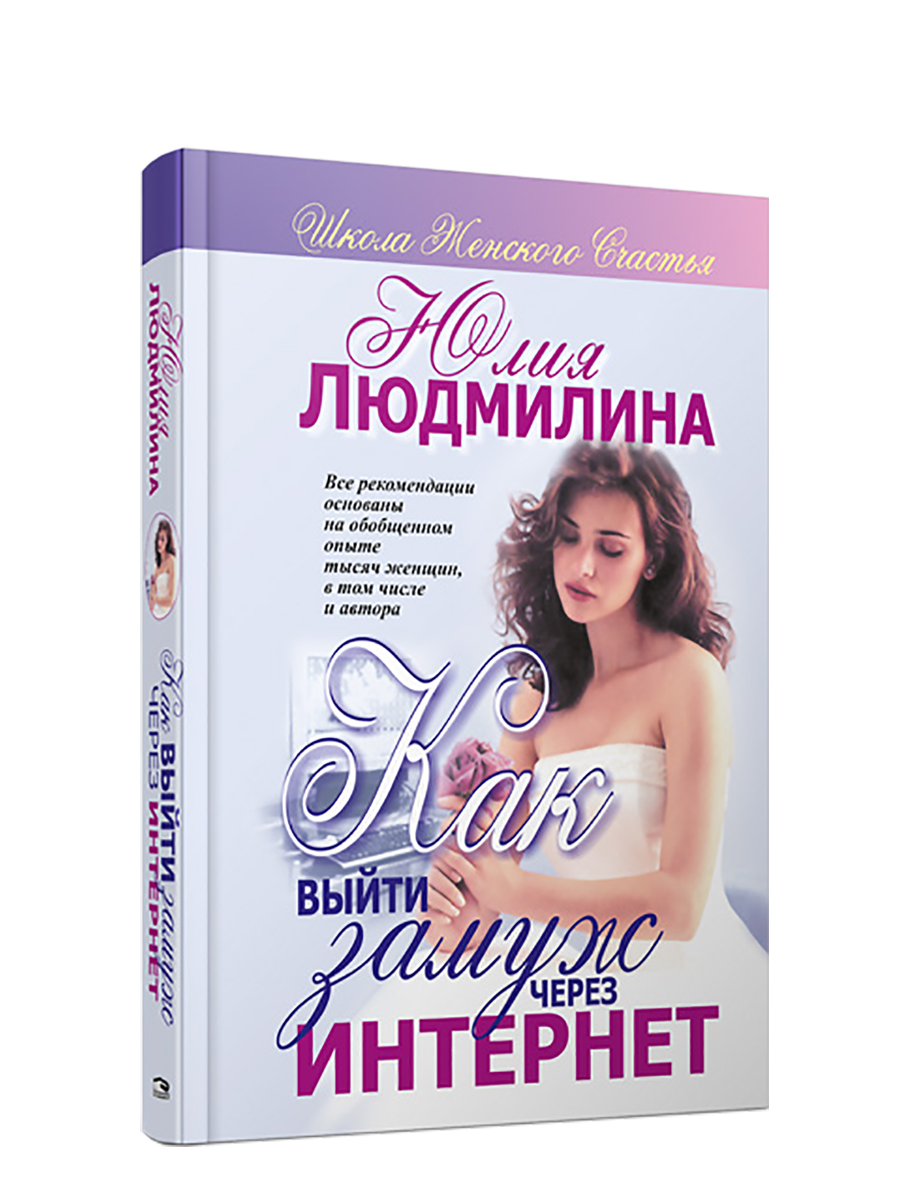 Школа Женского Счастья
Юлия
ЛЮДМИЛИНА
Все рекомендации
основаны
на обобщенном
опыте
тысяч женщин,
в том числе
и автора
Как
ВЫЙТИ
замуж
ЧЕРЕЗ
ИНТЕРНЕТ
Юлия
ЛЮДМИЛИНА
Как ВЫЙТИ замуж
ЧЕРЕЗ ИНТЕРНЕТ